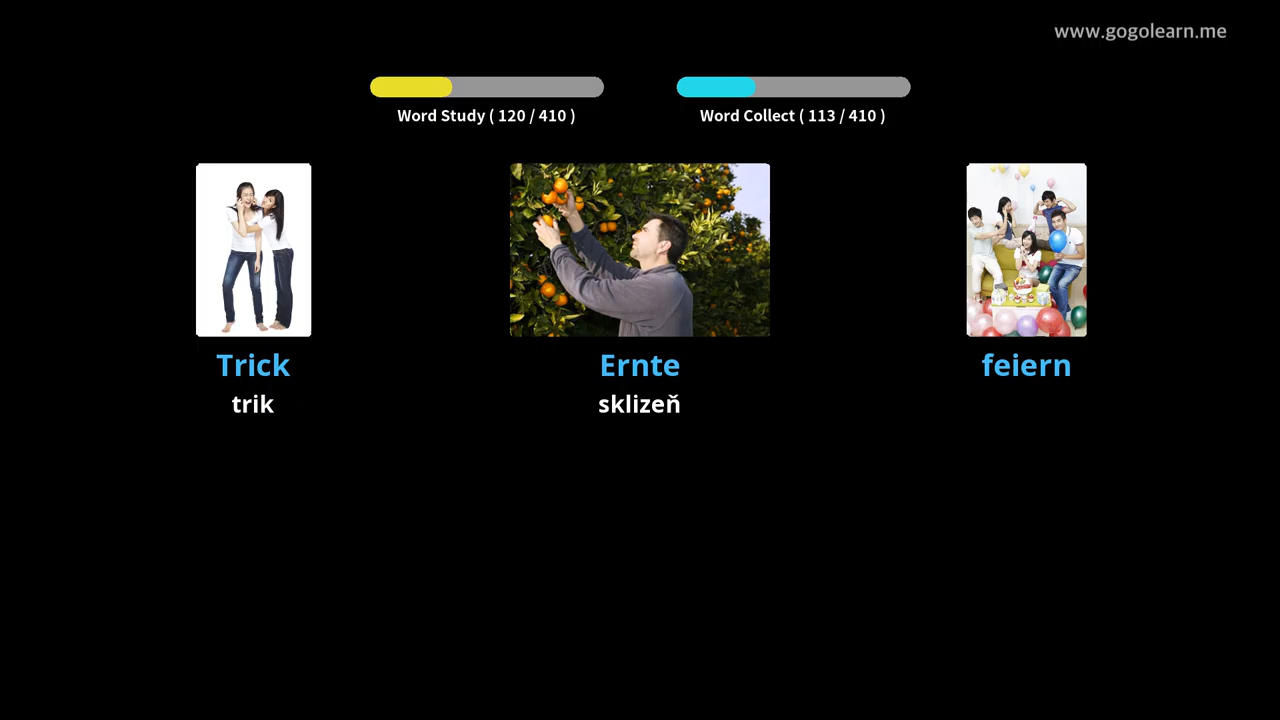 www.gogolearn.me
Word Study ( 120 / 410 )
Word Collect ( 113 / 410 )
Trick
Ernte
feiern
trik
sklizeň